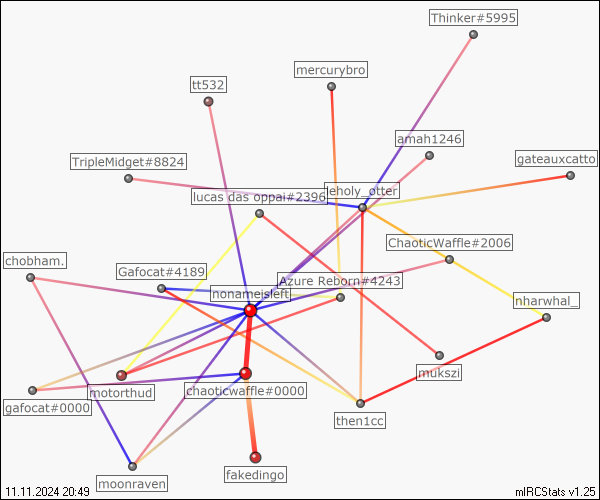 Thinker#5995
mercurybro
tt532
amah1246
gateauxcatto
TripleMidget#8824
leholy_otter
lucas das oppai#2396
ChaoticWaffle#2006
chobham.
Gafocat#4189
Azure Reborn#4243
nonameisleft
nharwhal_
mukszi
motorthud
chaoticwaffle#0000
gafocat#0000
then1cc
fakedingo
moonraven
11.11.2024 20:49
mIRCStats v1.25